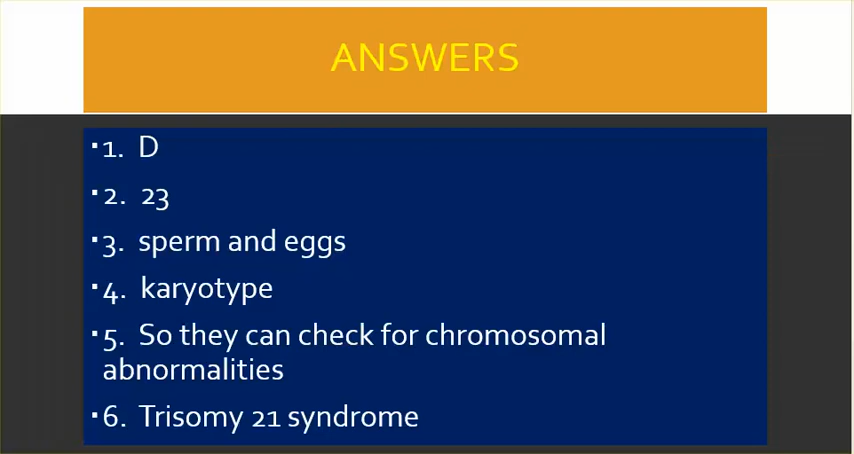 ANSWERS
▪1. D
▪2. 23
▪3. sperm and eggs
▪4. karyotype
▪5. So they can check for chromosomal
abnormalities
▪6. Trisomy 21 syndrome